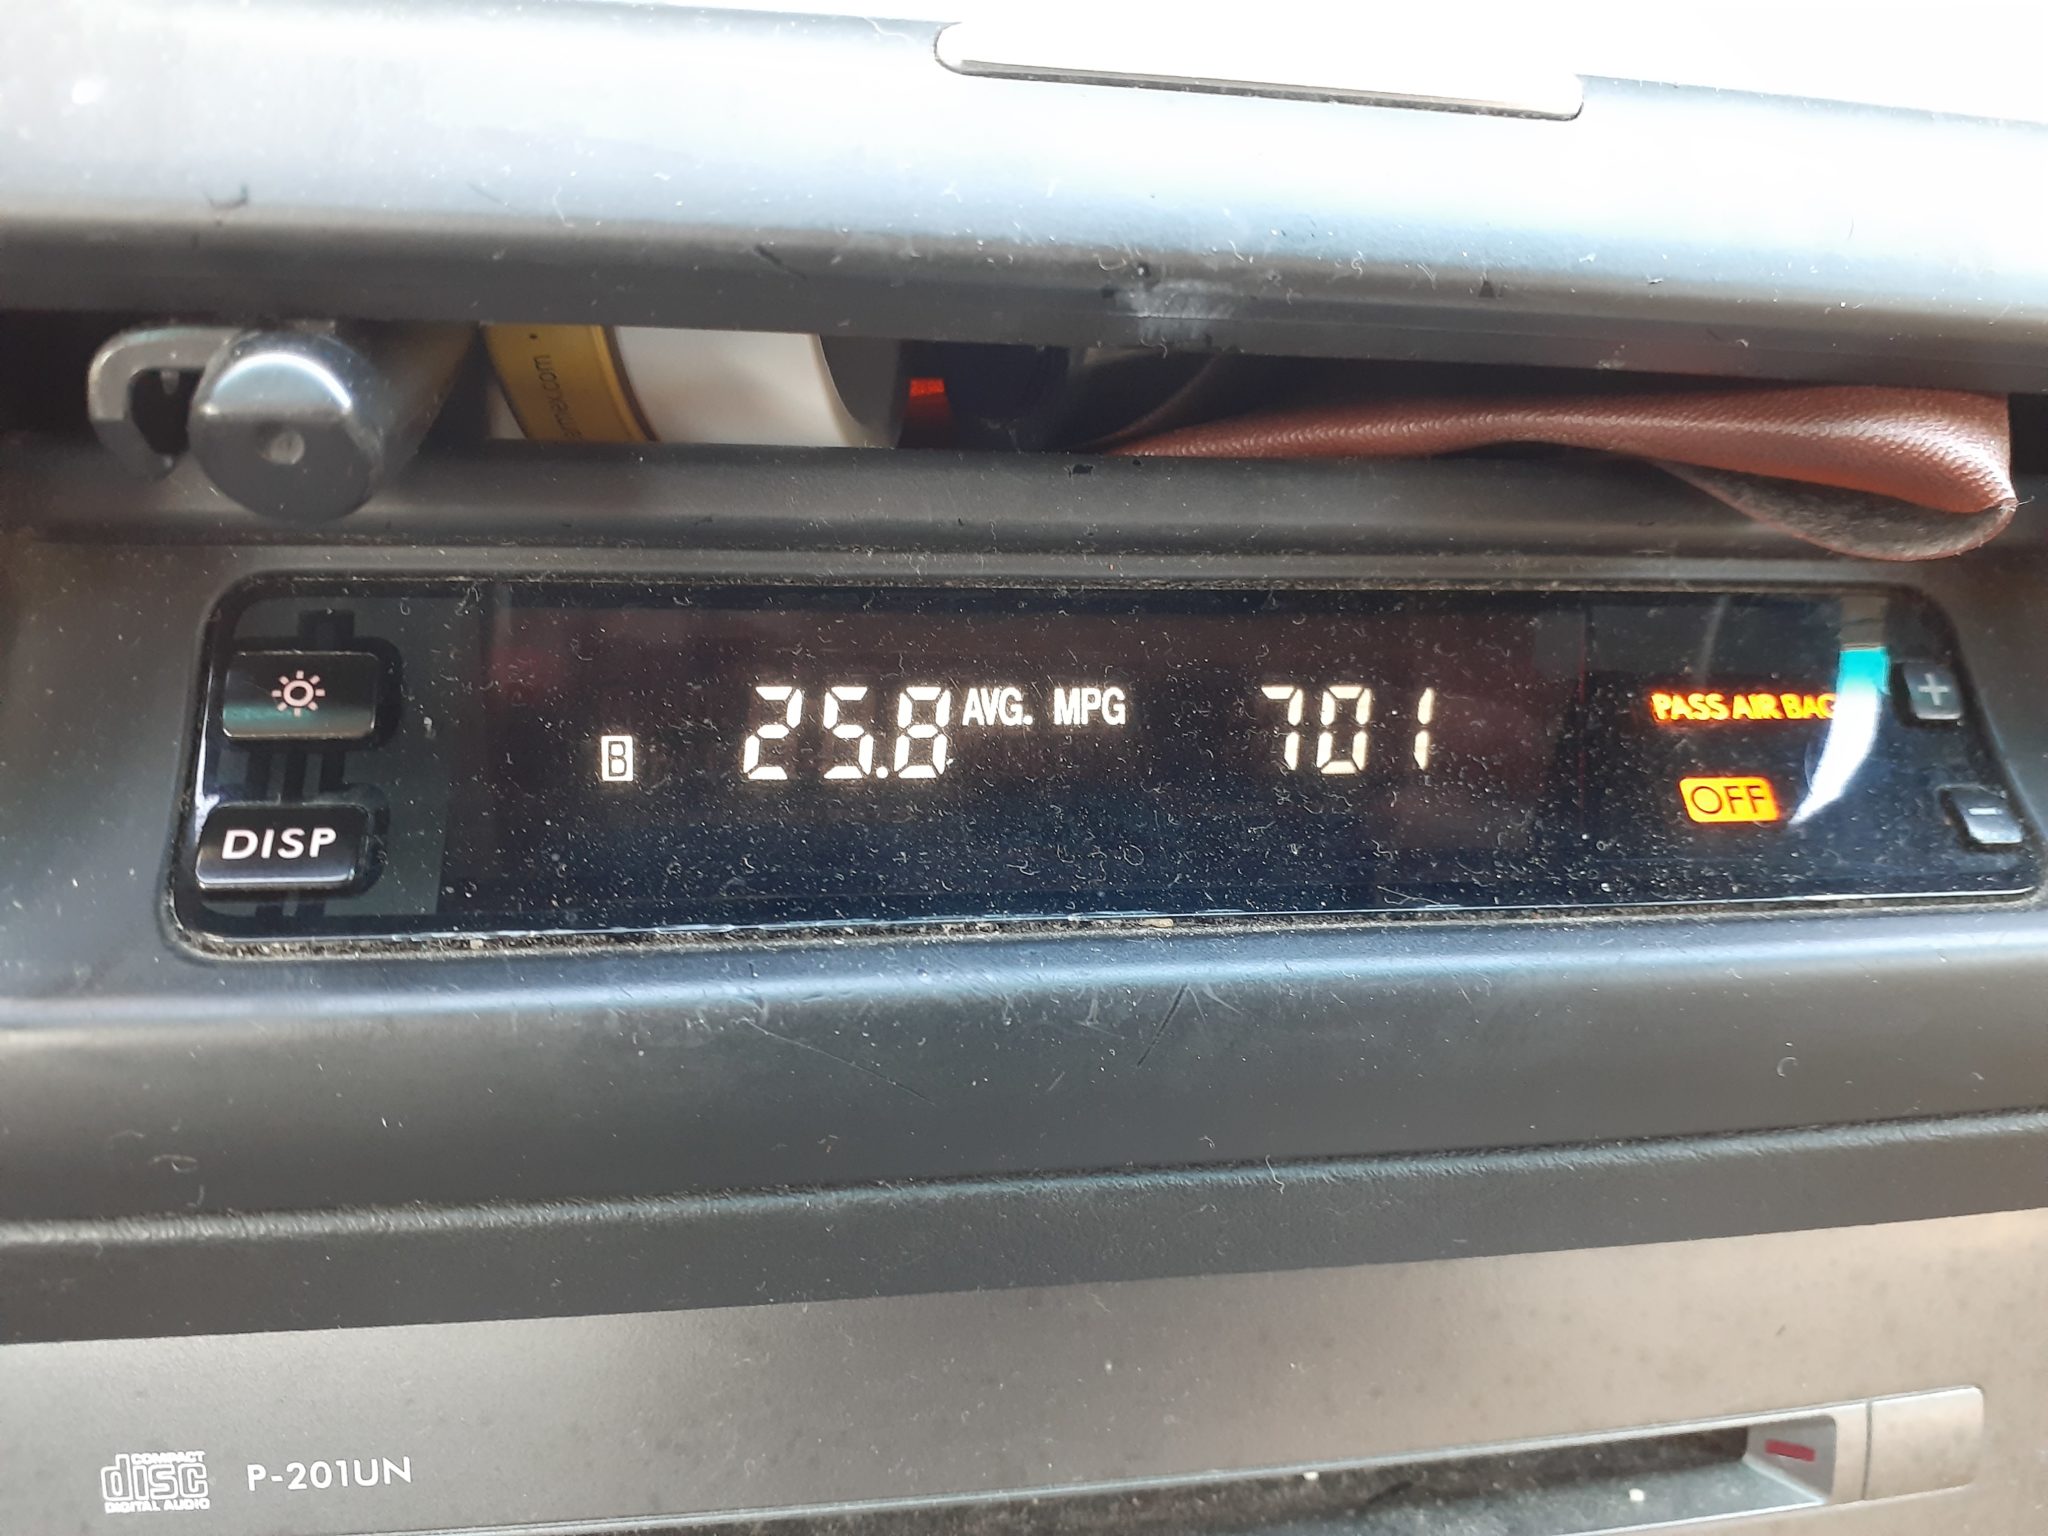 B 25.8 AVG. MPG 701
PASS AIR BAG
OFF
DISP
COMPACT
disc
DIGITAL AUDIO
P-201UN